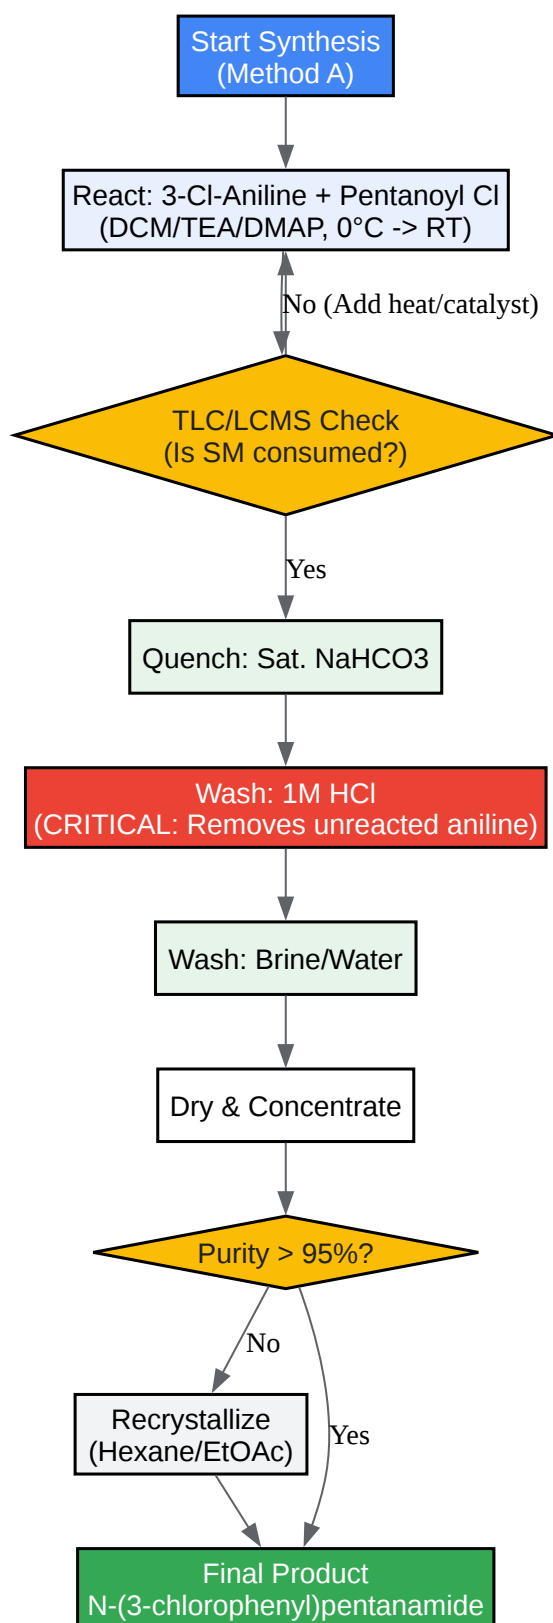 Start Synthesis
(Method A)
React: 3-Cl-Aniline + Pentanoyl Cl
(DCM/TEA/DMAP, 0°C -> RT)
No (Add heat/catalyst)
TLC/LCMS Check
(Is SM consumed?)
Yes
Quench: Sat. NaHCO3
Wash: 1M HCl
(CRITICAL: Removes unreacted aniline)
Wash: Brine/Water
Dry & Concentrate
Purity > 95%?
No
Recrystallize
(Hexane/EtOAc)
Yes
Final Product
N-(3-chlorophenyl)pentanamide